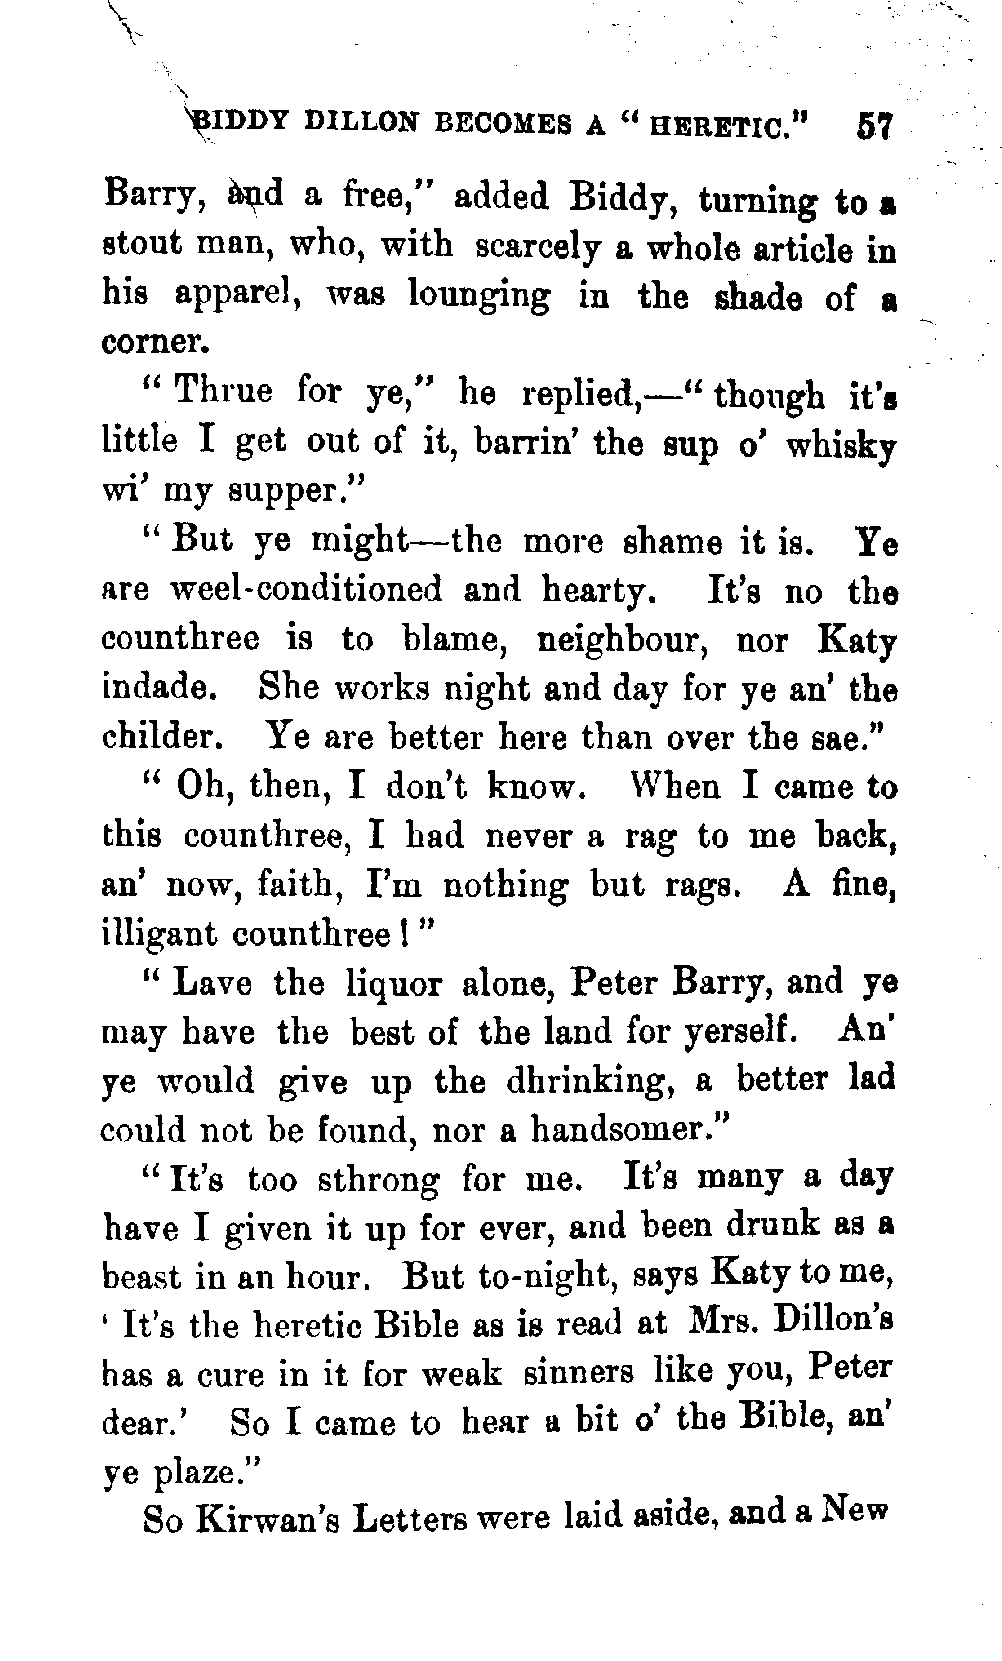 BIDDY DILLON BECOMES A "HERETIC." 57
Barry, and a free," added Biddy, turning to a
stout man, who, with scarcely a whole article in
his apparel, was lounging in the shade of a
corner.
"Thrue for ye," he replied,—"though it's
little I get out of it, barrin' the sup o' whisky
wi' my supper."
"But ye might—the more shame it is. Ye
are weel-conditioned and hearty. It's no the
counthree is to blame, neighbour, nor Katy
indade. She works night and day for ye an' the
childer. Ye are better here than over the sae."
"Oh, then, I don't know. When I came to
this counthree, I had never a rag to me back,
an' now, faith, I'm nothing but rags. A fine,
illigant counthree!"
"Lave the liquor alone, Peter Barry, and ye
may have the best of the land for yerself. An'
ye would give up the dhrinking, a better lad
could not be found, nor a handsomer."
"It's too sthrong for me. It's many a day
have I given it up for ever, and been drunk as a
beast in an hour. But to-night, says Katy to me,
'It's the heretic Bible as is read at Mrs. Dillon's
has a cure in it for weak sinners like you, Peter
dear.' So I came to hear a bit o' the Bible, an'
ye plaze."
So Kirwan's Letters were laid aside, and a New